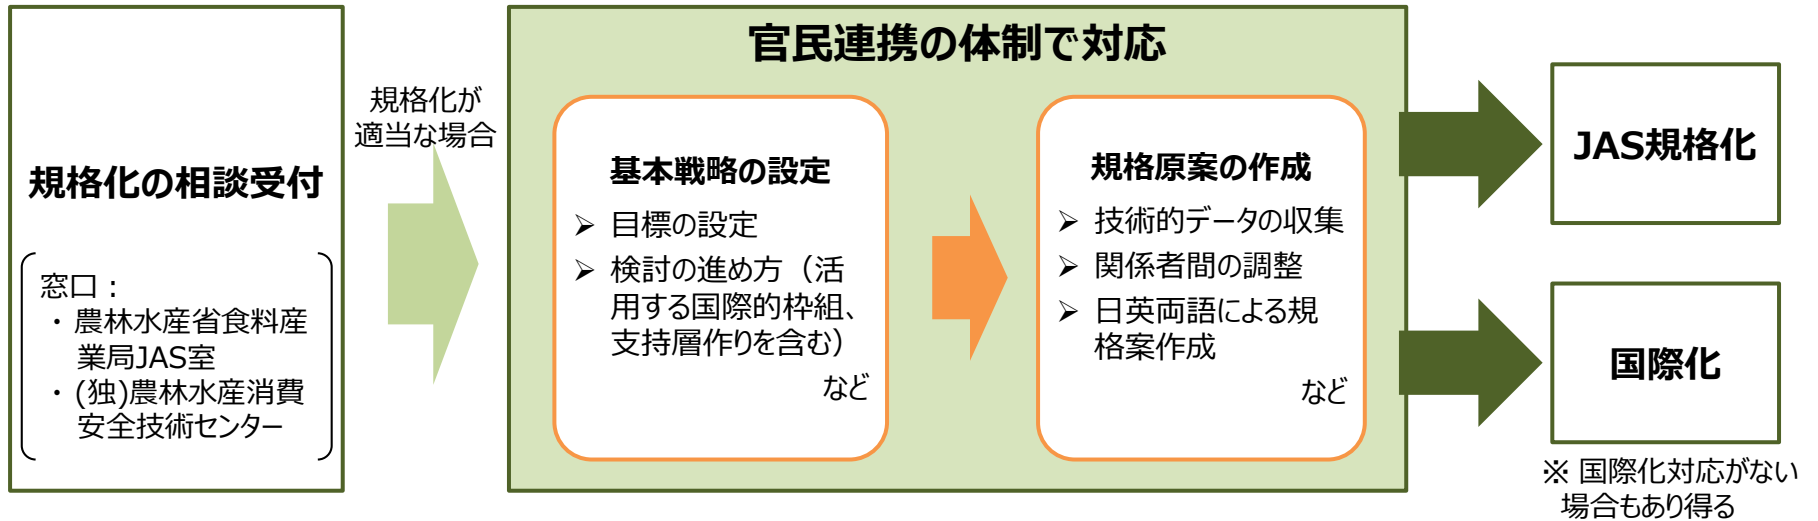 規格化の相談受付
窓口：
・農林水産省食料産
業局JAS室
・(独)農林水産消費
安全技術センター
規格化が
適当な場合
官民連携の体制で対応
基本戦略の設定
➢ 目標の設定
➢ 検討の進め方（活
用する国際的枠組、
支持層作りを含む）
など
規格原案の作成
➢ 技術的データの収集
➢ 関係者間の調整
➢ 日英両語による規
格案作成
など
JAS規格化
国際化
※ 国際化対応がない
場合もあり得る